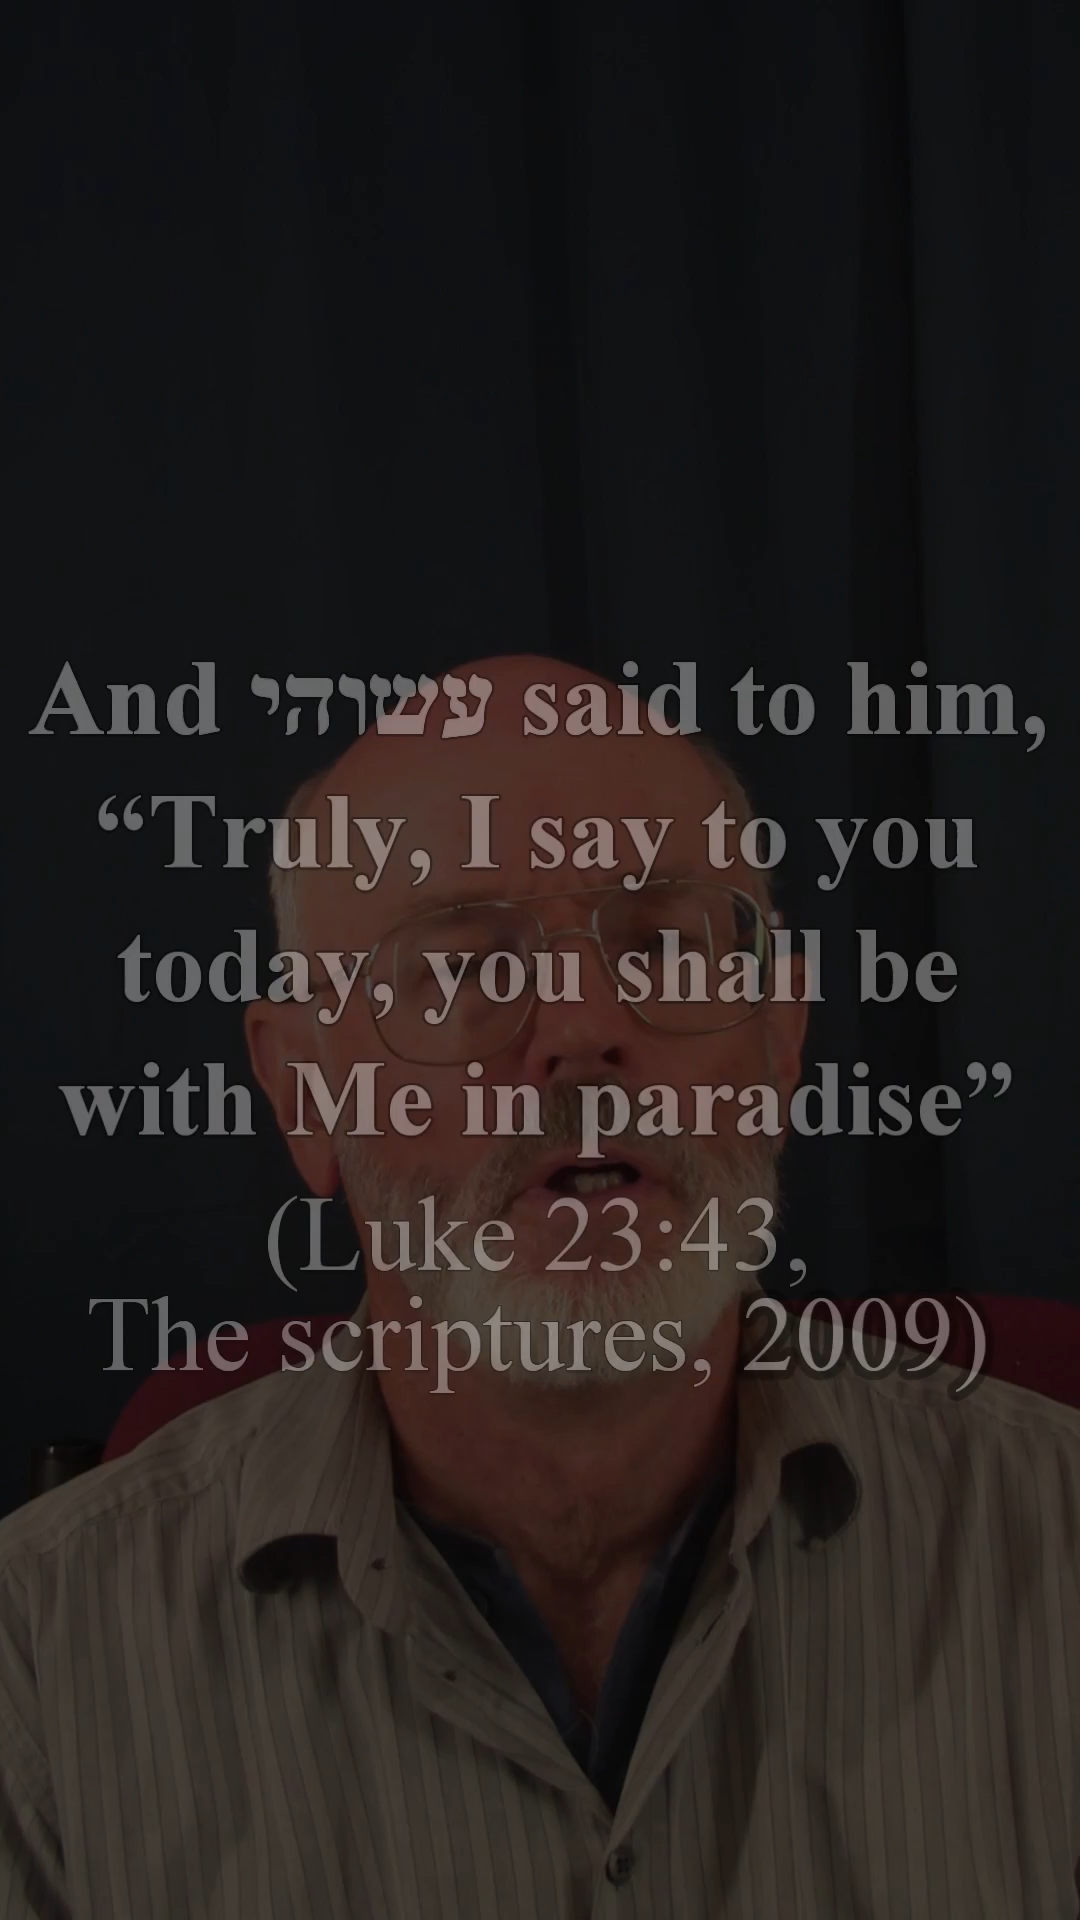 And עשוהי said to him,
“Truly, I say to you
today, you shall be
with Me in paradise”
(Luke 23:43,
The scriptures, 2009)